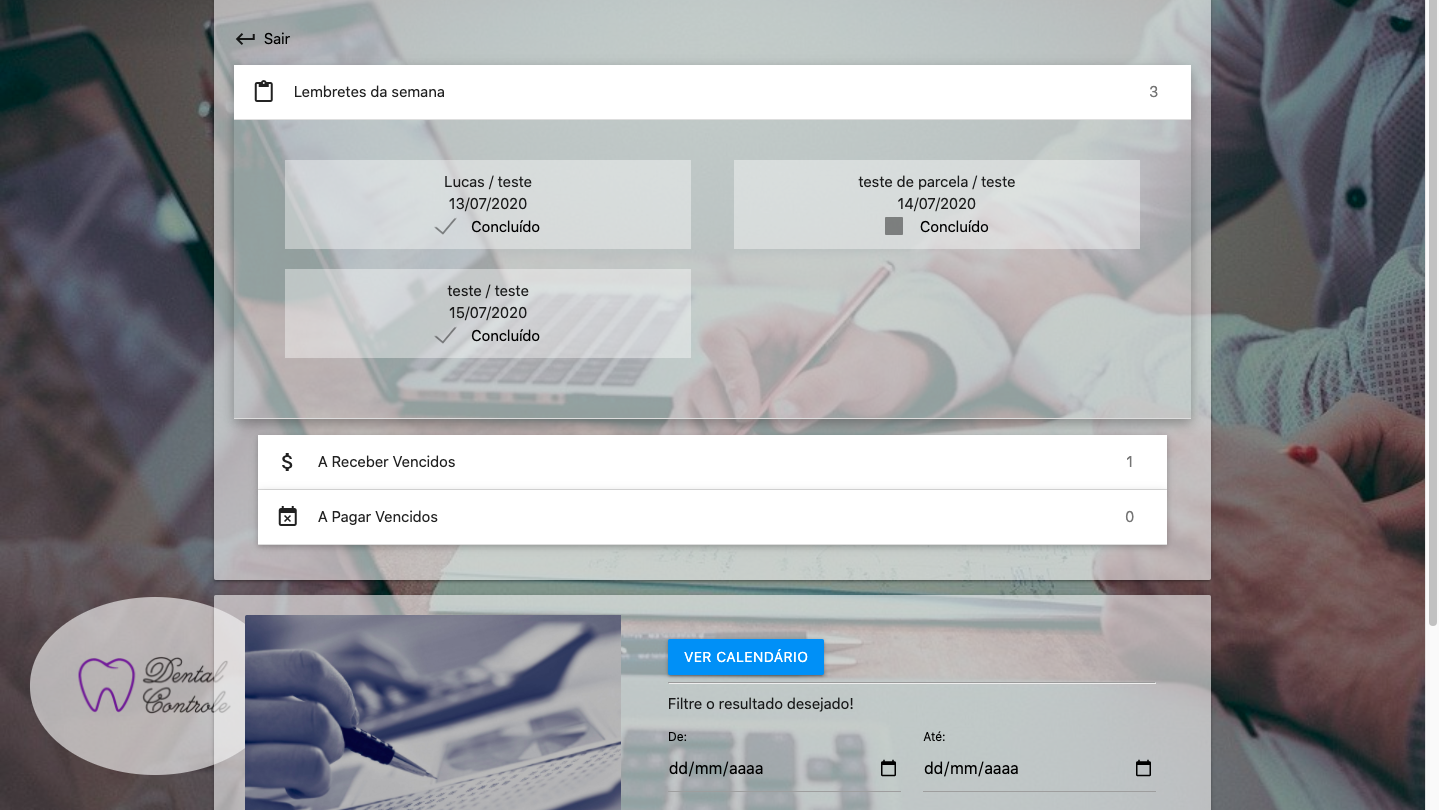 Sair
Lembretes da semana 3
Lucas / teste
13/07/2020
Concluído
teste de parcela / teste
14/07/2020
Concluído
teste / teste
15/07/2020
Concluído
A Receber Vencidos 1
A Pagar Vencidos 0
Dental
Controle
VER CALENDÁRIO
Filtre o resultado desejado!
De:
dd/mm/aaaa
Até:
dd/mm/aaaa